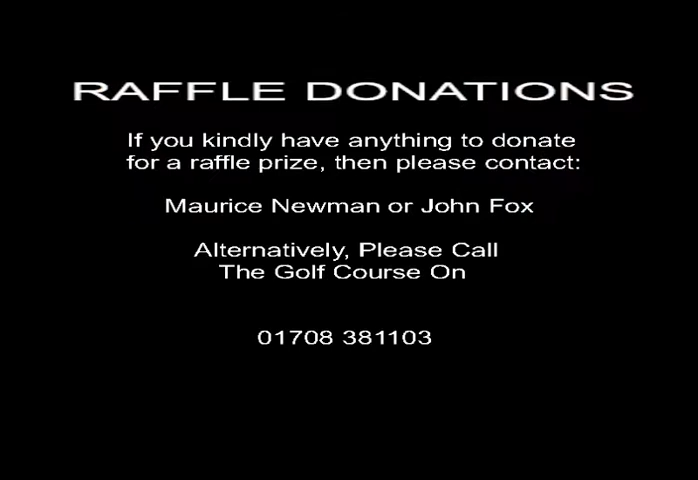 RAFFLE DONATIONS
If you kindly have anything to donate
for a raffle prize, then please contact:
Maurice Newman or John Fox
Alternatively, Please Call
The Golf Course On
01708 381103